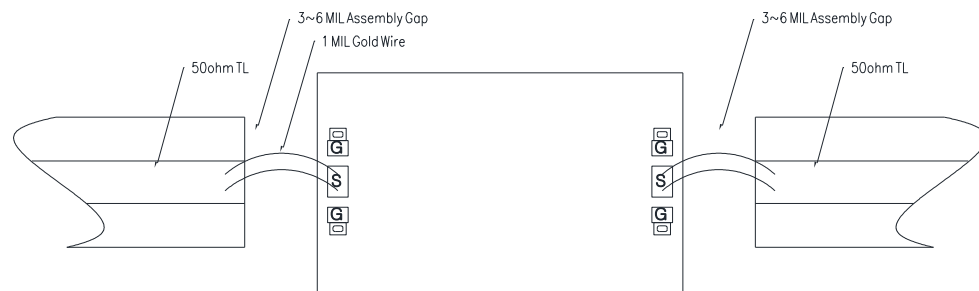 3~6 MIL Assembly Gap
3~6 MIL Assembly Gap
1 MIL Gold Wire
50ohm TL
50ohm TL
G
G
S
S
G
G